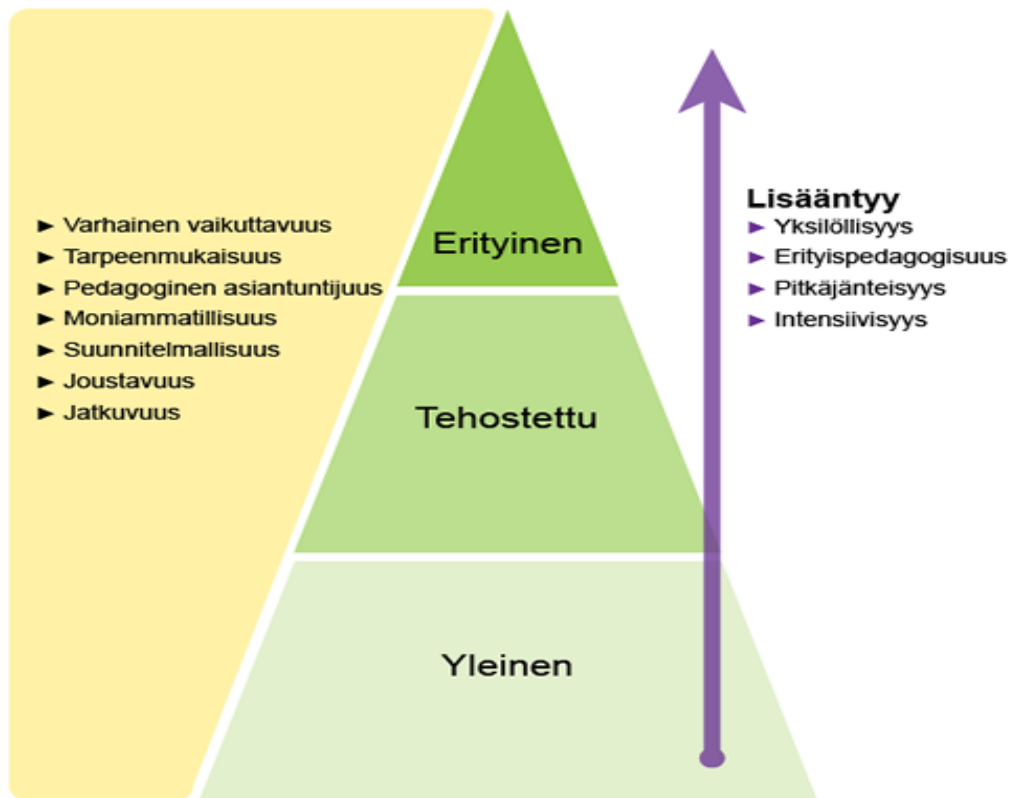 ► Varhainen vaikuttavuus
► Tarpeenmukaisuus
► Pedagoginen asiantuntijuus
► Moniammatillisuus
► Suunnitelmallisuus
► Joustavuus
► Jatkuvuus
Erityinen
Tehostettu
Yleinen
Lisääntyy
► Yksilöllisyys
► Erityispedagogisuus
► Pitkäjänteisyys
► Intensiivisyys